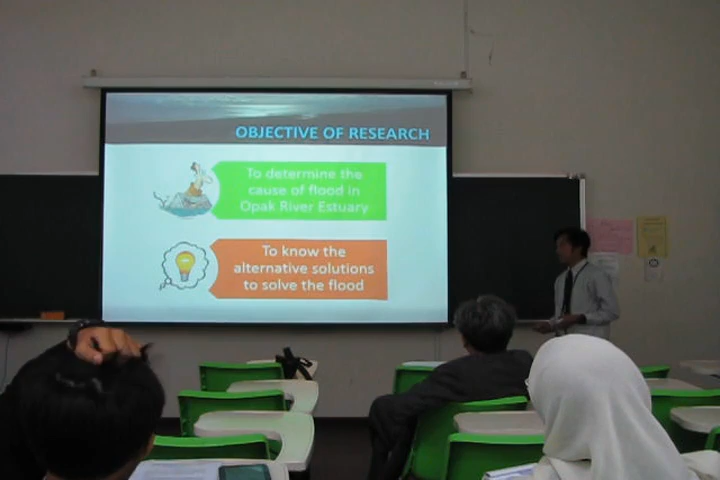 OBJECTIVE OF RESEARCH
To determine the
cause of flood in
Opak River Estuary
To know the
alternative solutions
to solve the flood